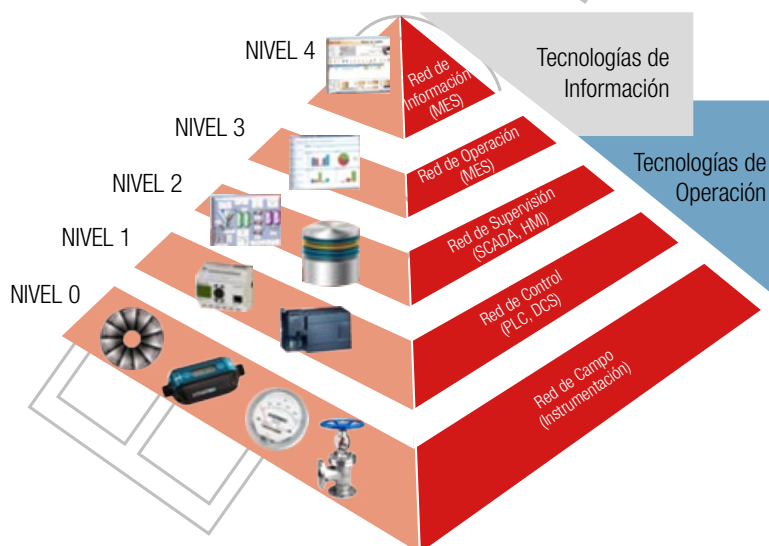 NIVEL 4
Red de
Información
(MES)
Tecnologías de
Información
NIVEL 3
Red de Operación
(MES)
Tecnologías de
Operación
NIVEL 2
Red de Supervisión
(SCADA, HMI)
NIVEL 1
Red de Control
(PLC, DCS)
NIVEL 0
Red de Campo
(Instrumentación)